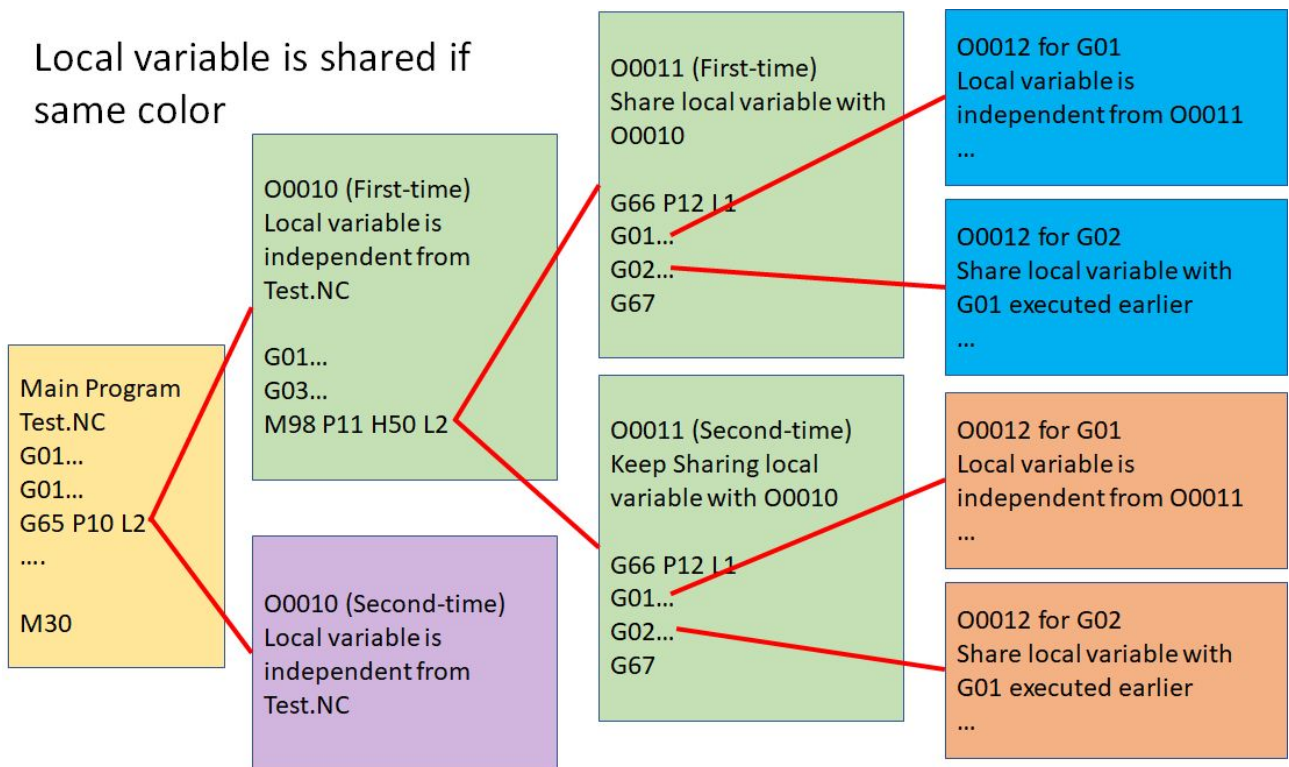 Local variable is shared if
same color
Main Program
Test.NC
G01...
G01...
G65 P10 L2
....
M30
O0010 (First-time)
Local variable is
independent from
Test.NC
G01...
G03...
M98 P11 H50 L2
O0010 (Second-time)
Local variable is
independent from
Test.NC
O0011 (First-time)
Share local variable with
O0010
G66 P12 L1
G01...
G02...
G67
O0011 (Second-time)
Keep Sharing local
variable with O0010
G66 P12 L1
G01...
G02...
G67
O0012 for G01
Local variable is
independent from O0011
...
O0012 for G02
Share local variable with
G01 executed earlier
...
O0012 for G01
Local variable is
independent from O0011
...
O0012 for G02
Share local variable with
G01 executed earlier
...